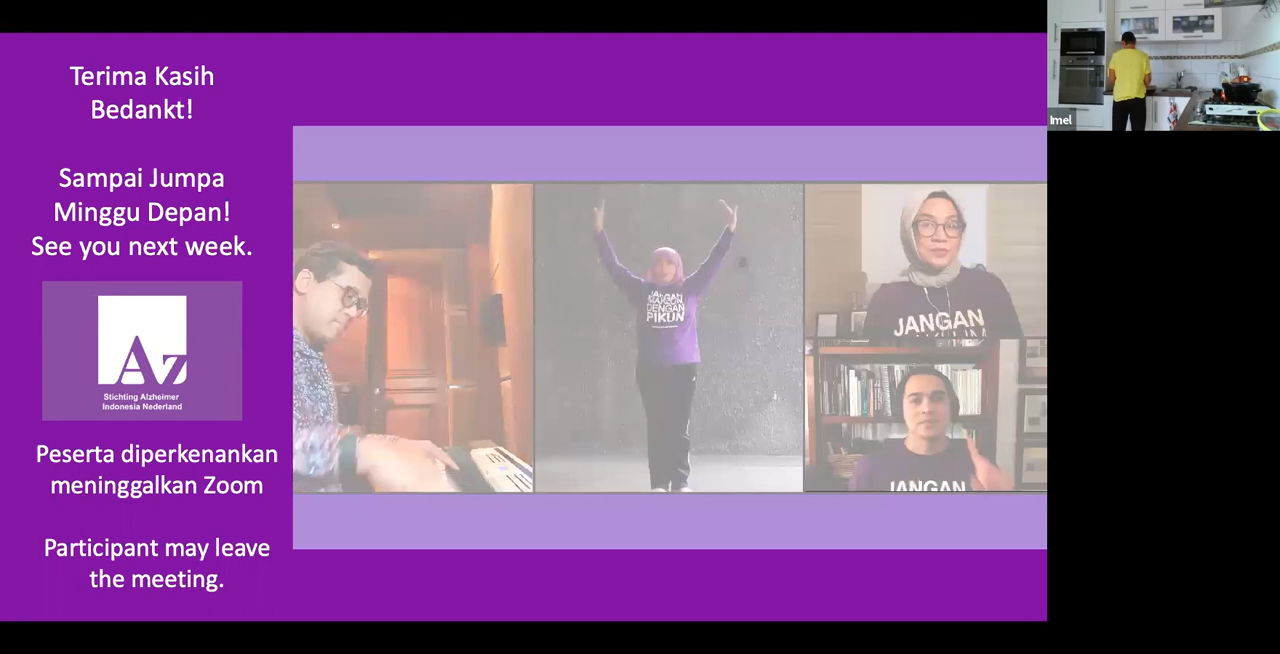 Terima Kasih
Bedankt!
Sampai Jumpa
Minggu Depan!
See you next week.
AZ
Stichting Alzheimer
Indonesia Nederland
Peserta diperkenankan
meninggalkan Zoom
Participant may leave
the meeting.
JANGAN
MAKLUM
DENGAN
PIKUN
JANGAN
JANGAN
Imel